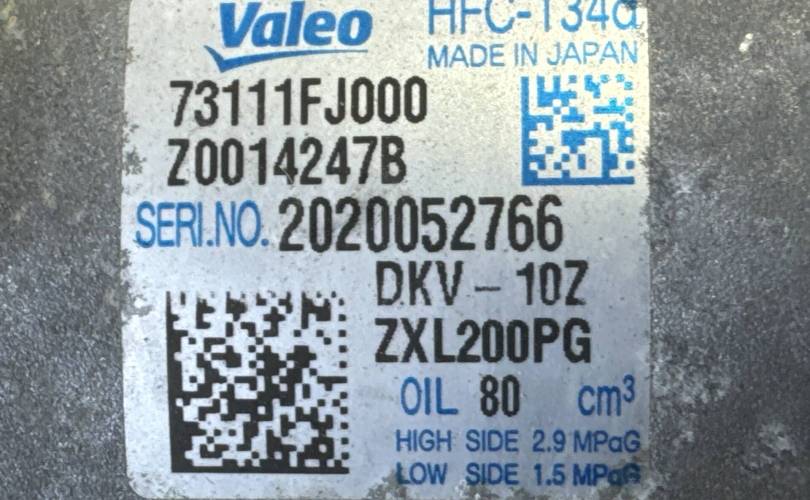 Valeo HFC-134a
MADE IN JAPAN
73111FJ000
Z0014247B
SERI.NO. 2020052766
DKV - 10Z
ZXL200PG
OIL 80 cm³
HIGH SIDE 2.9 MPaG
LOW SIDE 1.5 MPaG